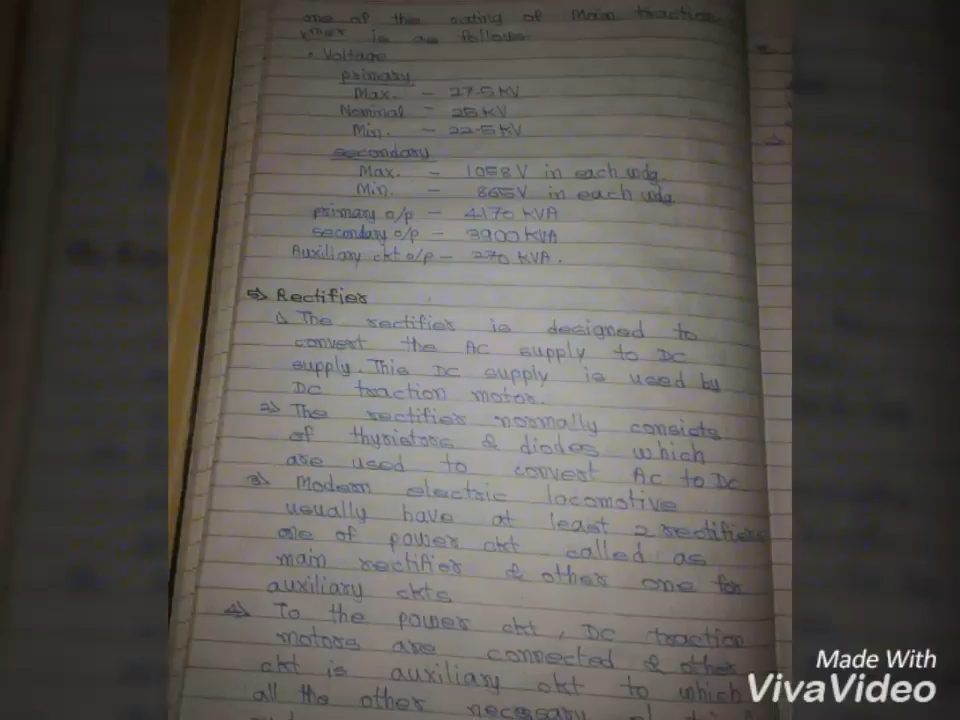 one of the rating of Main traction
xmer is as follows
• Voltage
primary
Max. - 27.5 KV
Nominal - 25 KV
Min. - 22.5 KV
secondary
Max. - 1058 V in each wdg
Min. - 865 V in each wdg
primary o/p - 4170 KVA
secondary o/p - 3900 KVA
Auxiliary ckt o/p - 270 KVA.
5) Rectifier
1) The rectifier is designed to
convert the AC supply to DC
supply. This DC supply is used by
DC traction motor.
2) The rectifier normally consists
of thyristors & diodes which
are used to convert AC to DC
3) Modern electric locomotive
usually have at least 2 rectifiers
one of power ckt called as
main rectifier & other one for
auxiliary ckts
4) To the power ckt, DC traction
motors are connected & other
ckt is auxiliary ckt to which
all the other necessary
Made With
VivaVideo